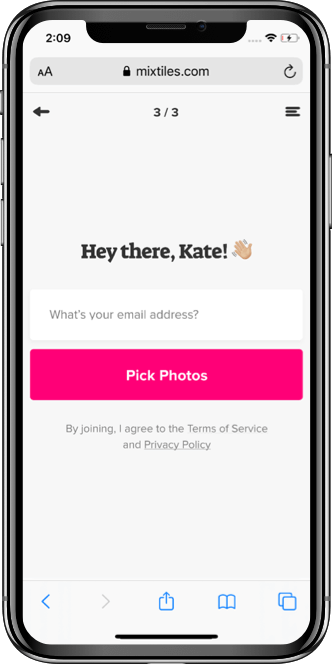 2:09
AA mixtiles.com
3 / 3
Hey there, Kate! 👋🏼
What's your email address?
Pick Photos
By joining, I agree to the Terms of Service
and Privacy Policy